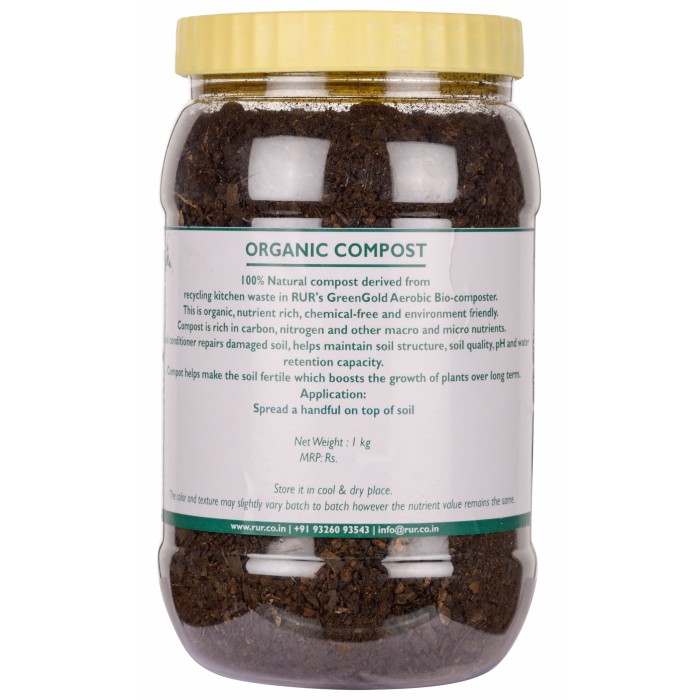 ORGANIC COMPOST
100% Natural compost derived from
recycling kitchen waste in RUR's GreenGold Aerobic Bio-composter.
This is organic, nutrient rich, chemical-free and environment friendly.
Compost is rich in carbon, nitrogen and other macro and micro nutrients.
conditioner repairs damaged soil, helps maintain soil structure, soil quality, pH and water
retention capacity.
Compot helps make the soil fertile which boosts the growth of plants over long term.
Application:
Spread a handful on top of soil
Net Weight : 1 kg
MRP: Rs.
Store it in cool & dry place.
The color and texture may slightly vary batch to batch however the nutrient value remains the same.
www.rur.co.in | +91 93260 93543 | info@rur.co.in